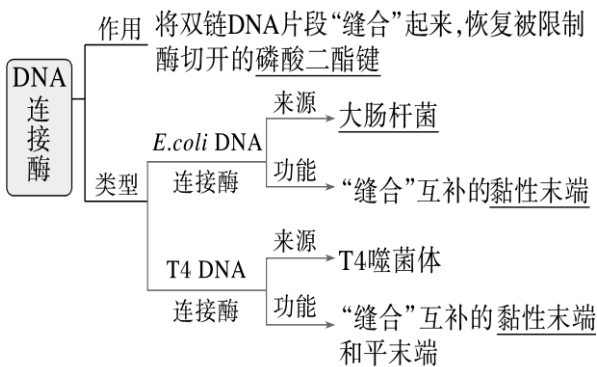 DNA连接酶
作用
将双链DNA片段“缝合”起来,恢复被限制
酶切开的磷酸二酯键
类型
E.coli DNA
连接酶
来源
大肠杆菌
功能
“缝合”互补的黏性末端
T4 DNA
连接酶
来源
T4噬菌体
功能
“缝合”互补的黏性末端
和平末端